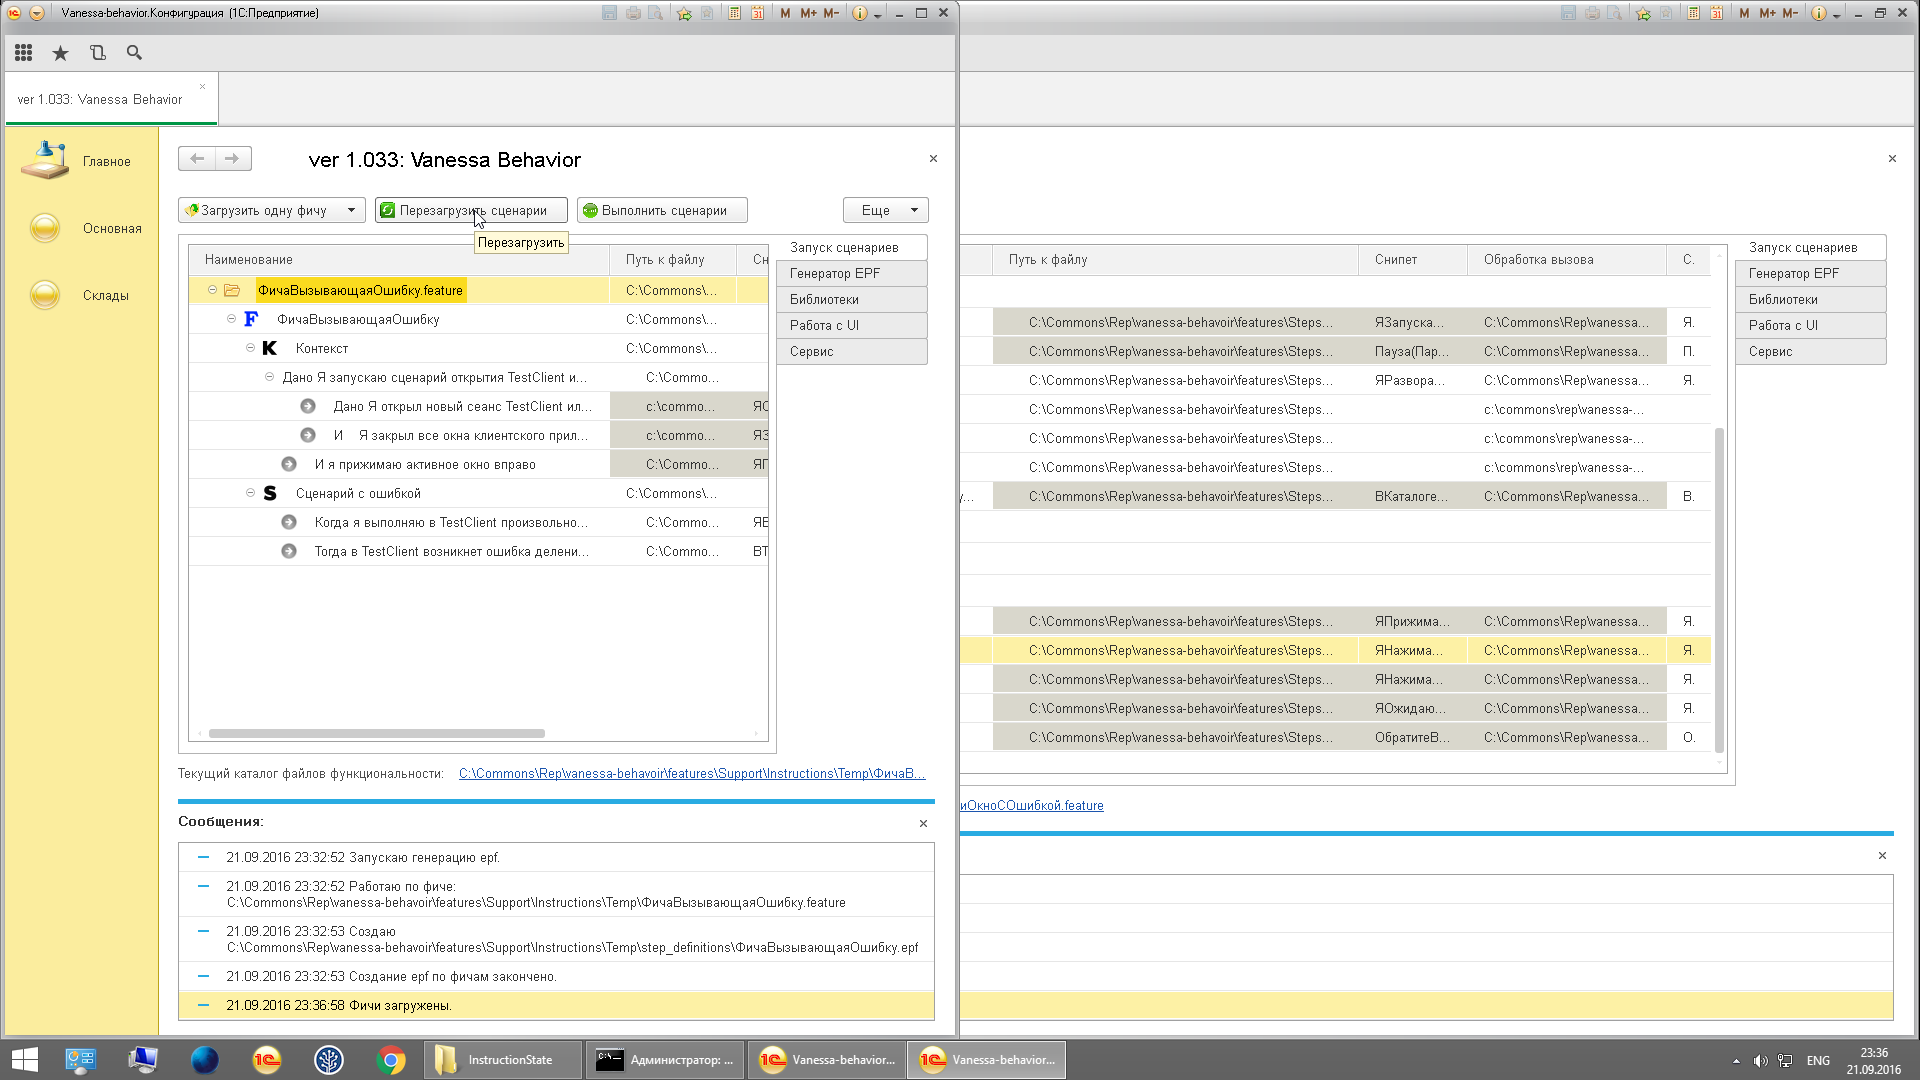 Vanessa-behavior.Конфигурация (1С:Предприятие)
M M+ M-
M M+ M-
ver 1.033: Vanessa Behavior
Главное
Основная
Склады
ver 1.033: Vanessa Behavior
Загрузить одну фичу
Перезагрузить сценарии
Выполнить сценарии
Еще
Перезагрузить
Наименование
Путь к файлу
Сн
ФичаВызывающаяОшибку.feature
C:\Commons\...
ФичаВызывающаяОшибку
C:\Commons\...
Контекст
C:\Commons\...
Дано Я запускаю сценарий открытия TestClient и...
C:\Commo...
Дано Я открыл новый сеанс TestClient ил...
c:\commo...
ЯО
И Я закрыл все окна клиентского прил...
c:\commo...
ЯЗ
И я прижимаю активное окно вправо
C:\Commo...
ЯП
Сценарий с ошибкой
C:\Commons\...
Когда я выполняю в TestClient произвольно...
C:\Commo...
ЯВ
Тогда в TestClient возникнет ошибка делени...
C:\Commo...
ВТ
Запуск сценариев
Генератор EPF
Библиотеки
Работа с UI
Сервис
Текущий каталог файлов функциональности:
C:\Commons\Rep\vanessa-behavoir\features\Support\Instructions\Temp\ФичаВ...
Сообщения:
21.09.2016 23:32:52 Запускаю генерацию epf.
21.09.2016 23:32:52 Работаю по фиче:
C:\Commons\Rep\vanessa-behavoir\features\Support\Instructions\Temp\ФичаВызывающаяОшибку.feature
21.09.2016 23:32:53 Создаю
C:\Commons\Rep\vanessa-behavoir\features\Support\Instructions\Temp\step_definitions\ФичаВызывающаяОшибку.epf
21.09.2016 23:32:53 Создание epf по фичам закончено.
21.09.2016 23:36:58 Фичи загружены.
Путь к файлу
Снипет
Обработка вызова
С.
C:\Commons\Rep\vanessa-behavoir\features\Steps... ЯЗапуска... C:\Commons\Rep\vanessa... Я.
C:\Commons\Rep\vanessa-behavoir\features\Steps... Пауза(Пар... C:\Commons\Rep\vanessa... П.
C:\Commons\Rep\vanessa-behavoir\features\Steps... ЯРазвора... C:\Commons\Rep\vanessa... Я.
C:\Commons\Rep\vanessa-behavoir\features\Steps... c:\commons\rep\vanessa-...
C:\Commons\Rep\vanessa-behavoir\features\Steps... c:\commons\rep\vanessa-...
C:\Commons\Rep\vanessa-behavoir\features\Steps... c:\commons\rep\vanessa-...
у... C:\Commons\Rep\vanessa-behavoir\features\Steps... ВКаталоге... C:\Commons\Rep\vanessa... В.
C:\Commons\Rep\vanessa-behavoir\features\Steps... ЯПрижима... C:\Commons\Rep\vanessa... Я.
C:\Commons\Rep\vanessa-behavoir\features\Steps... ЯНажима... C:\Commons\Rep\vanessa... Я.
C:\Commons\Rep\vanessa-behavoir\features\Steps... ЯНажима... C:\Commons\Rep\vanessa... Я.
C:\Commons\Rep\vanessa-behavoir\features\Steps... ЯОжидаю... C:\Commons\Rep\vanessa... Я.
C:\Commons\Rep\vanessa-behavoir\features\Steps... ОбратитеВ... C:\Commons\Rep\vanessa... О.
Запуск сценариев
Генератор EPF
Библиотеки
Работа с UI
Сервис
иОкноСОшибкой.feature
InstructionState
Администратор: ...
Vanessa-behavior...
Vanessa-behavior...
ENG
23:36
21.09.2016